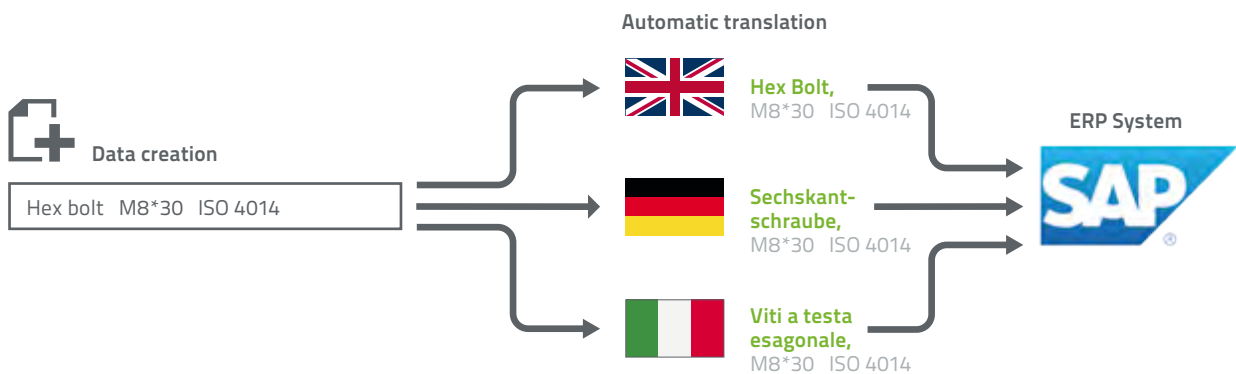 Automatic translation
Data creation
Hex bolt M8*30 ISO 4014
Hex Bolt,
M8*30 ISO 4014
Sechskant-
schraube,
M8*30 ISO 4014
Viti a testa
esagonale,
M8*30 ISO 4014
ERP System
SAP
®